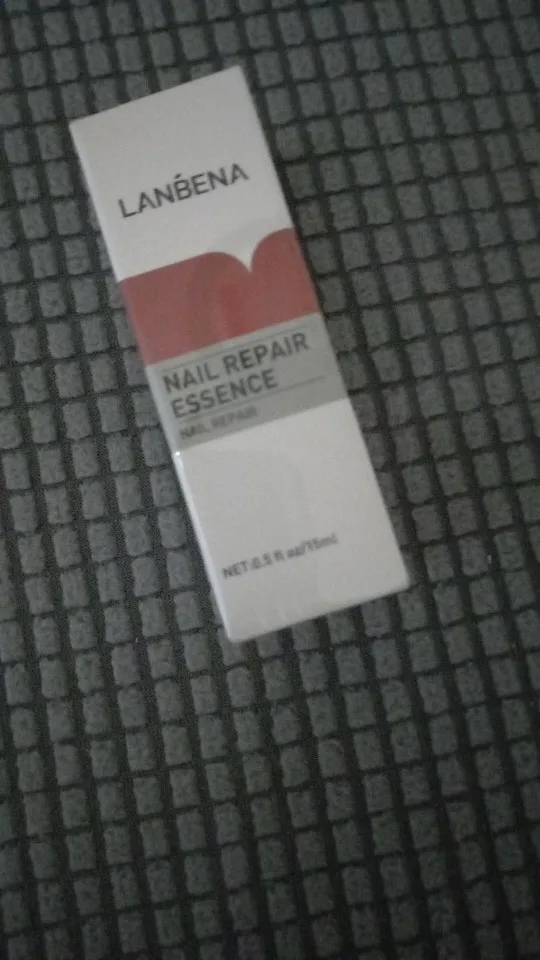 LANBENA
NAIL REPAIR
ESSENCE
NAIL REPAIR
NET:0.5 fl oz/15ml